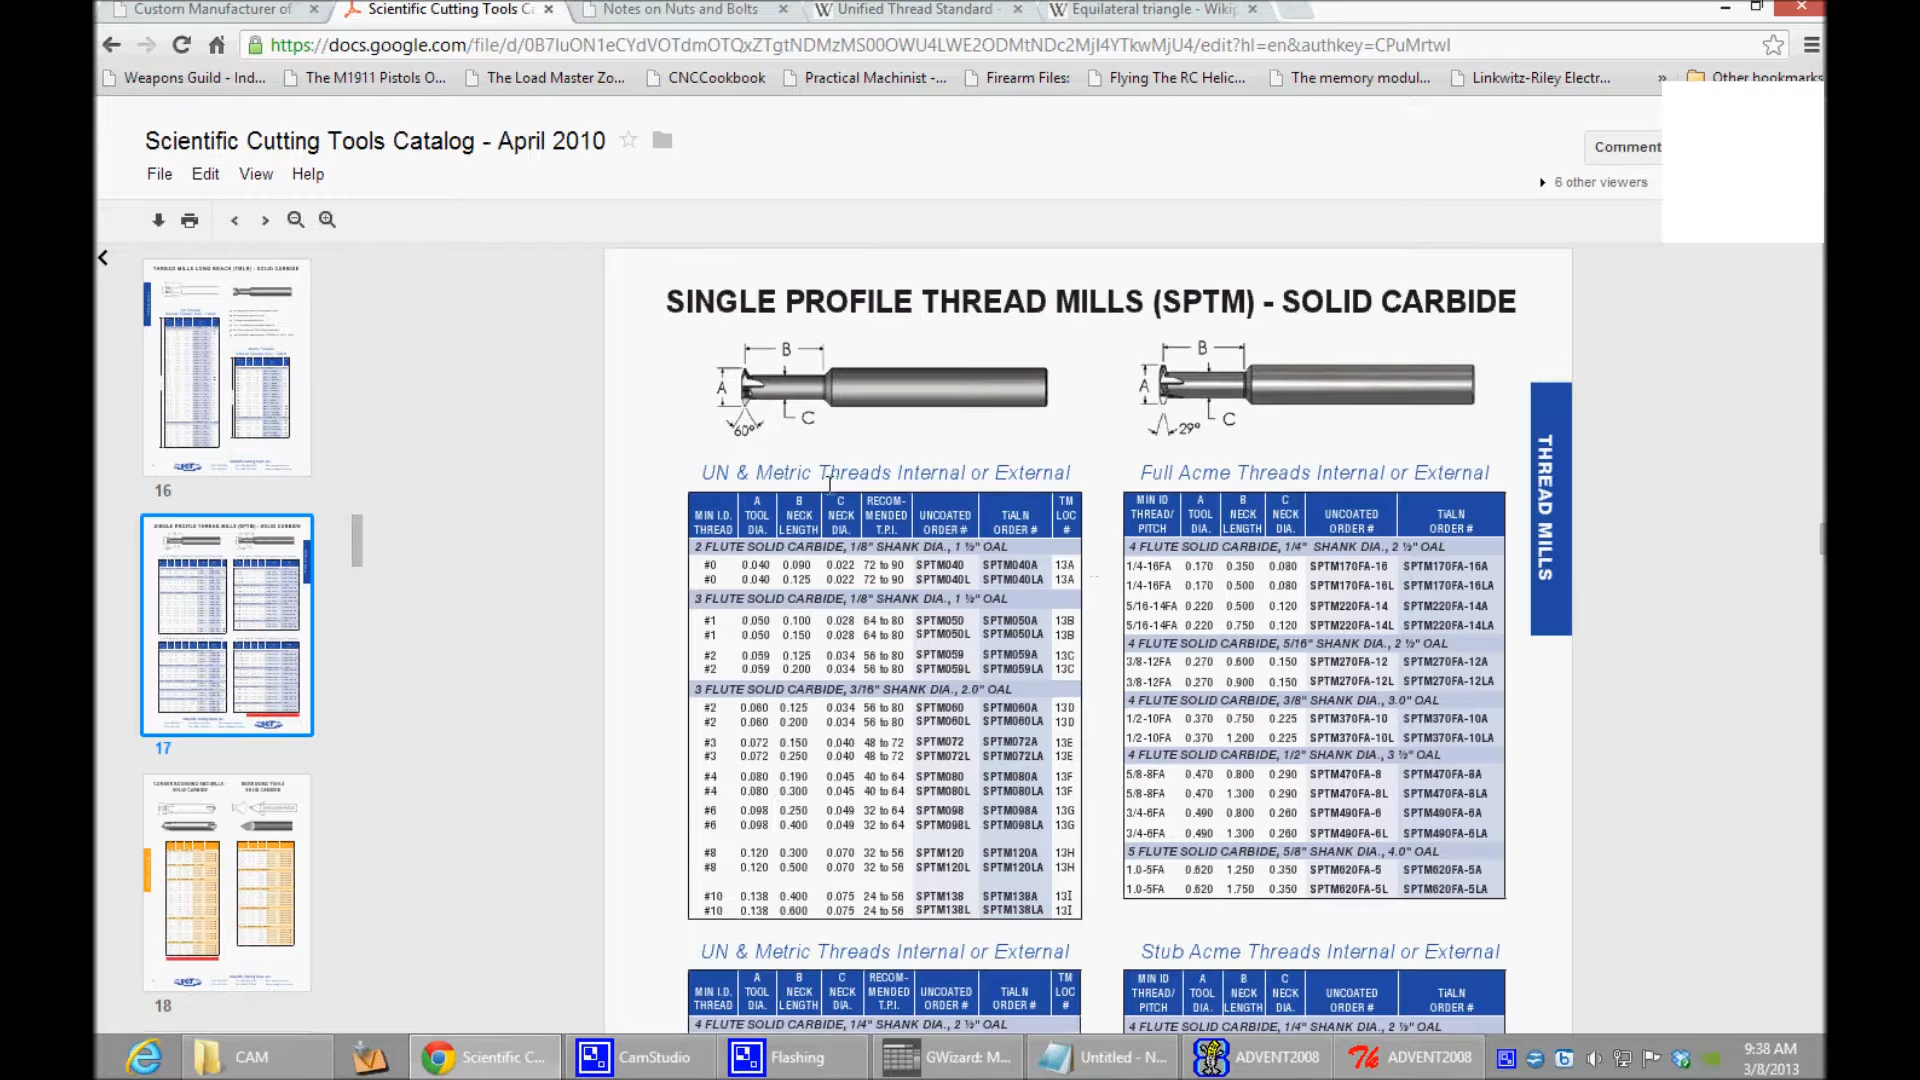 Custom Manufacturer of
Scientific Cutting Tools Ca
Notes on Nuts and Bolts
Unified Thread Standard -
Equilateral triangle - Wikip
https://docs.google.com/file/d/0B7IuON1eCYdVOTdmOTQxZTgtNDMzMS00OWU4LWE2ODMtNDc2MjI4YTkwMjU4/edit?hl=en&authkey=CPuMrtwI
Weapons Guild - Ind...
The M1911 Pistols O...
The Load Master Zo...
CNCCookbook
Practical Machinist -...
Firearm Files:
Flying The RC Helic...
The memory modul...
Linkwitz-Riley Electr...
»
Other bookmarks
Scientific Cutting Tools Catalog - April 2010
Comment
File Edit View Help
6 other viewers
16
17
18
SINGLE PROFILE THREAD MILLS (SPTM) - SOLID CARBIDE
A B C 60°
A B C 29°
THREAD MILLS
UN & Metric Threads Internal or External
MIN I.D. THREAD | A TOOL DIA. | B NECK LENGTH | C NECK DIA. | RECOM- MENDED T.P.I. | UNCOATED ORDER # | TiALN ORDER # | TM LOC #
2 FLUTE SOLID CARBIDE, 1/8" SHANK DIA., 1 ½" OAL
#0 0.040 0.090 0.022 72 to 90 SPTM040 SPTM040A 13A
#0 0.040 0.125 0.022 72 to 90 SPTM040L SPTM040LA 13A
3 FLUTE SOLID CARBIDE, 1/8" SHANK DIA., 1 ½" OAL
#1 0.050 0.100 0.028 64 to 80 SPTM050 SPTM050A 13B
#1 0.050 0.150 0.028 64 to 80 SPTM050L SPTM050LA 13B
#2 0.059 0.125 0.034 56 to 80 SPTM059 SPTM059A 13C
#2 0.059 0.200 0.034 56 to 80 SPTM059L SPTM059LA 13C
3 FLUTE SOLID CARBIDE, 3/16" SHANK DIA., 2.0" OAL
#2 0.060 0.125 0.034 56 to 80 SPTM060 SPTM060A 13D
#2 0.060 0.200 0.034 56 to 80 SPTM060L SPTM060LA 13D
#3 0.072 0.150 0.040 48 to 72 SPTM072 SPTM072A 13E
#3 0.072 0.250 0.040 48 to 72 SPTM072L SPTM072LA 13E
#4 0.080 0.190 0.045 40 to 64 SPTM080 SPTM080A 13F
#4 0.080 0.300 0.045 40 to 64 SPTM080L SPTM080LA 13F
#6 0.098 0.250 0.049 32 to 64 SPTM098 SPTM098A 13G
#6 0.098 0.400 0.049 32 to 64 SPTM098L SPTM098LA 13G
#8 0.120 0.300 0.070 32 to 56 SPTM120 SPTM120A 13H
#8 0.120 0.500 0.070 32 to 56 SPTM120L SPTM120LA 13H
#10 0.138 0.400 0.075 24 to 56 SPTM138 SPTM138A 13I
#10 0.138 0.600 0.075 24 to 56 SPTM138L SPTM138LA 13I
Full Acme Threads Internal or External
MIN ID THREAD/ PITCH | A TOOL DIA. | B NECK LENGTH | C NECK DIA. | UNCOATED ORDER # | TiALN ORDER #
4 FLUTE SOLID CARBIDE, 1/4" SHANK DIA., 2 ½" OAL
1/4-16FA 0.170 0.350 0.080 SPTM170FA-16 SPTM170FA-16A
1/4-16FA 0.170 0.500 0.080 SPTM170FA-16L SPTM170FA-16LA
5/16-14FA 0.220 0.500 0.120 SPTM220FA-14 SPTM220FA-14A
5/16-14FA 0.220 0.750 0.120 SPTM220FA-14L SPTM220FA-14LA
4 FLUTE SOLID CARBIDE, 5/16" SHANK DIA., 2 ½" OAL
3/8-12FA 0.270 0.600 0.150 SPTM270FA-12 SPTM270FA-12A
3/8-12FA 0.270 0.900 0.150 SPTM270FA-12L SPTM270FA-12LA
4 FLUTE SOLID CARBIDE, 3/8" SHANK DIA., 3.0" OAL
1/2-10FA 0.370 0.750 0.225 SPTM370FA-10 SPTM370FA-10A
1/2-10FA 0.370 1.200 0.225 SPTM370FA-10L SPTM370FA-10LA
4 FLUTE SOLID CARBIDE, 1/2" SHANK DIA., 3 ½" OAL
5/8-8FA 0.470 0.800 0.290 SPTM470FA-8 SPTM470FA-8A
5/8-8FA 0.470 1.300 0.290 SPTM470FA-8L SPTM470FA-8LA
3/4-6FA 0.490 0.800 0.260 SPTM490FA-6 SPTM490FA-6A
3/4-6FA 0.490 1.300 0.260 SPTM490FA-6L SPTM490FA-6LA
5 FLUTE SOLID CARBIDE, 5/8" SHANK DIA., 4.0" OAL
1.0-5FA 0.620 1.250 0.350 SPTM620FA-5 SPTM620FA-5A
1.0-5FA 0.620 1.750 0.350 SPTM620FA-5L SPTM620FA-5LA
UN & Metric Threads Internal or External
MIN I.D. THREAD | A TOOL DIA. | B NECK LENGTH | C NECK DIA. | RECOM- MENDED T.P.I. | UNCOATED ORDER # | TiALN ORDER # | TM LOC #
4 FLUTE SOLID CARBIDE, 1/4" SHANK DIA., 2 ½" OAL
Stub Acme Threads Internal or External
MIN ID THREAD/ PITCH | A TOOL DIA. | B NECK LENGTH | C NECK DIA. | UNCOATED ORDER # | TiALN ORDER #
4 FLUTE SOLID CARBIDE, 1/4" SHANK DIA., 2 ½" OAL
CAM
Scientific C...
CamStudio
Flashing
GWizard: M...
Untitled - N...
ADVENT2008
ADVENT2008
9:38 AM
3/8/2013